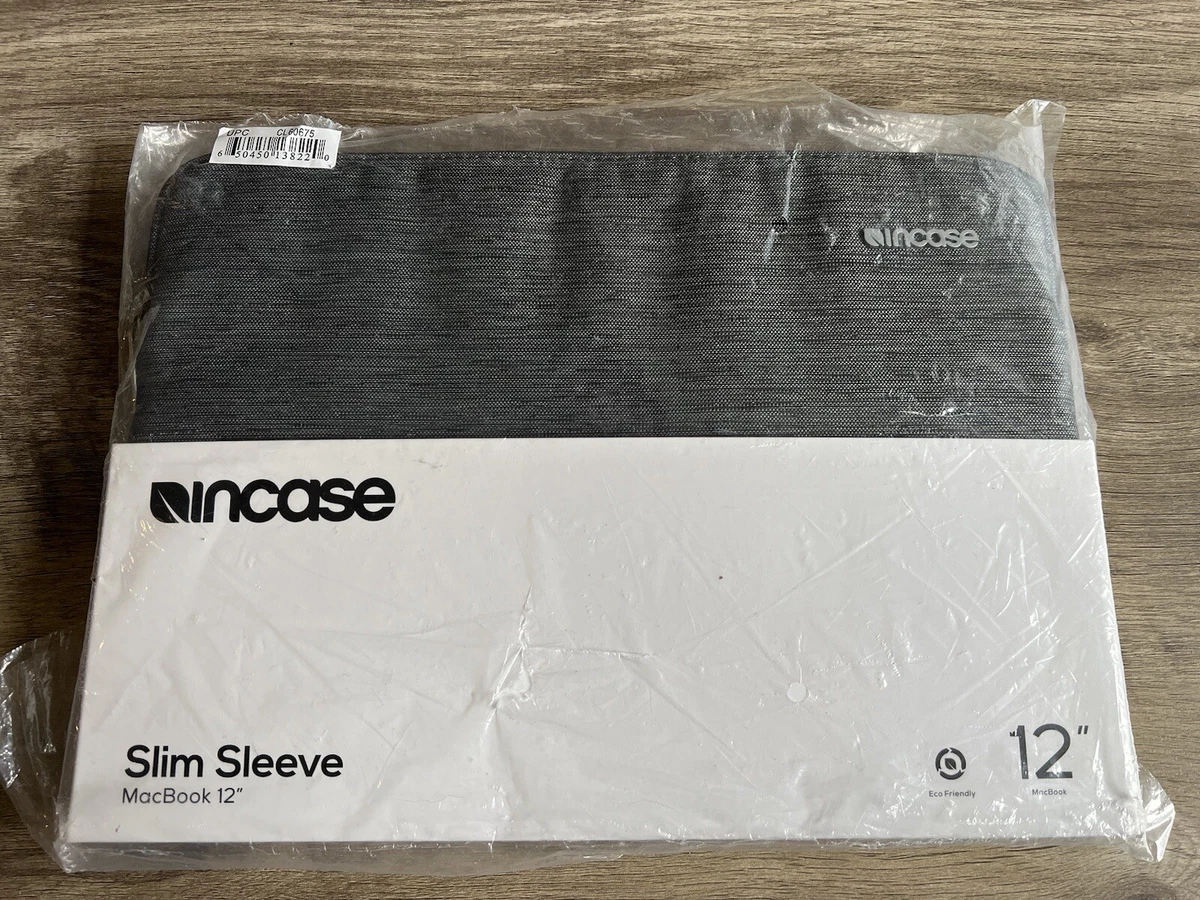 UPC CL60675
6 50450 13822 0
incase
incase
Slim Sleeve
MacBook 12"
Eco Friendly
12"
MacBook